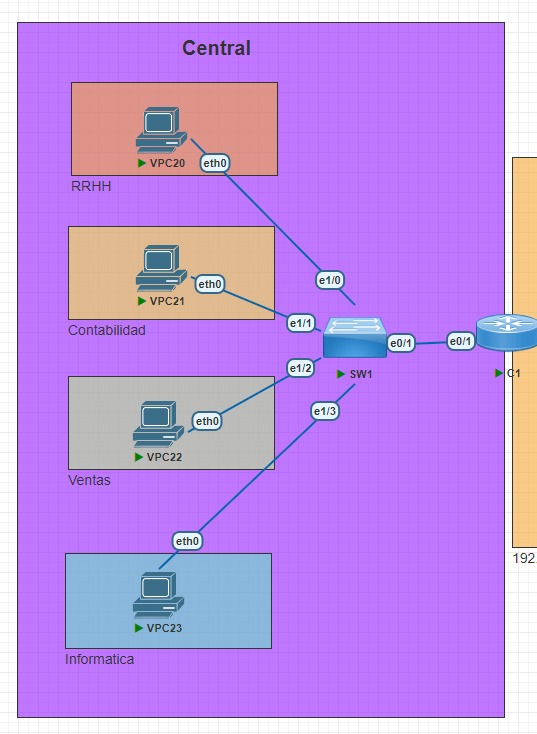 Central
VPC20
eth0
RRHH
VPC21
eth0
Contabilidad
e1/0
e1/1
e0/1
e0/1
SW1
C1
e1/2
e1/3
VPC22
eth0
Ventas
eth0
VPC23
Informatica
192.